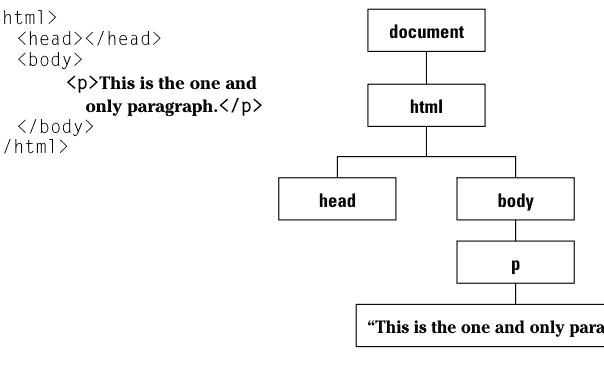 html>
<head></head>
<body>
<p>This is the one and
only paragraph.</p>
</body>
/html>
document
html
head
body
p
“This is the one and only para